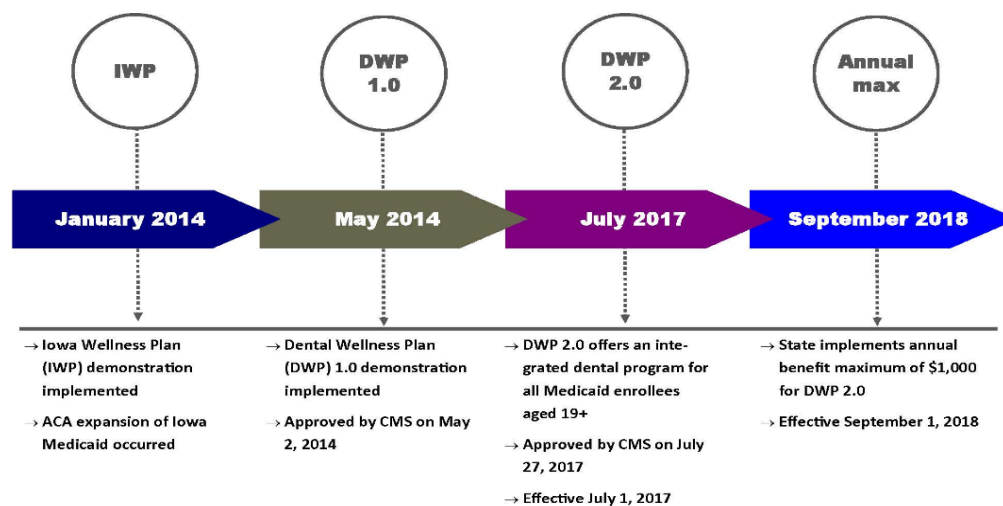 IWP
DWP
1.0
DWP
2.0
Annual
max
January 2014
May 2014
July 2017
September 2018
→ Iowa Wellness Plan
(IWP) demonstration
implemented
→ ACA expansion of Iowa
Medicaid occurred
→ Dental Wellness Plan
(DWP) 1.0 demonstration
implemented
→ Approved by CMS on May
2, 2014
→ DWP 2.0 offers an inte-
grated dental program for
all Medicaid enrollees
aged 19+
→ Approved by CMS on July
27, 2017
→ Effective July 1, 2017
→ State implements annual
benefit maximum of $1,000
for DWP 2.0
→ Effective September 1, 2018